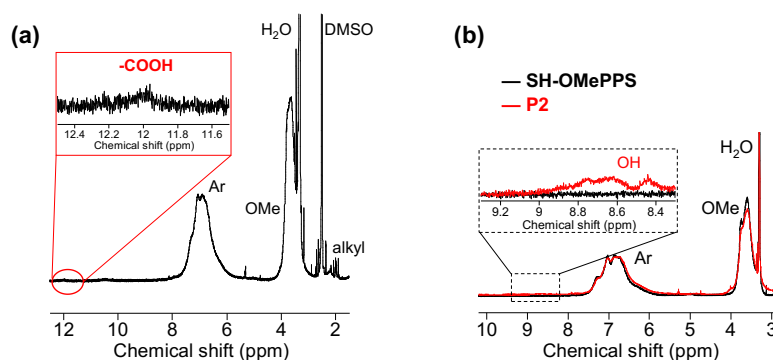 (a)
H2O
DMSO
-COOH
12.4 12.2 12 11.8 11.6
Chemical shift (ppm)
Ar
OMe
alkyl
12 10 8 6 4 2
Chemical shift (ppm)
(b)
SH-OMePPS
P2
H2O
OH
9.2 9 8.8 8.6 8.4
Chemical shift (ppm)
OMe
Ar
10 9 8 7 6 5 4 3
Chemical shift (ppm)